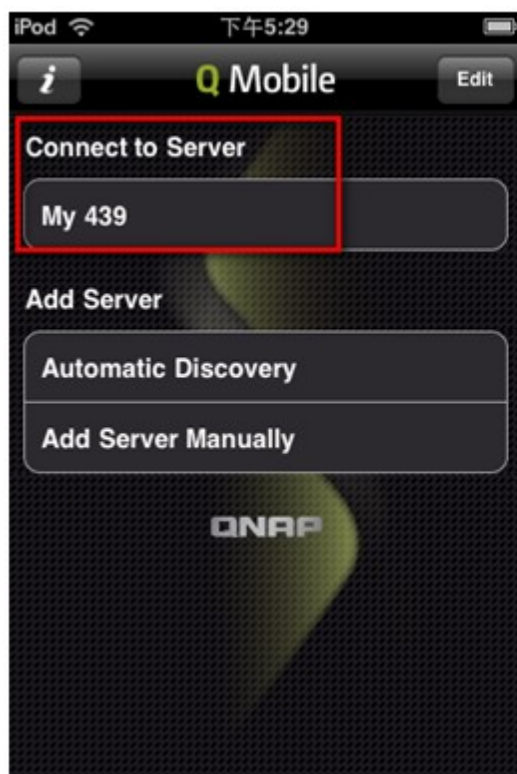 iPod 下午5:29
i Q Mobile Edit
Connect to Server
My 439
Add Server
Automatic Discovery
Add Server Manually
QNAP